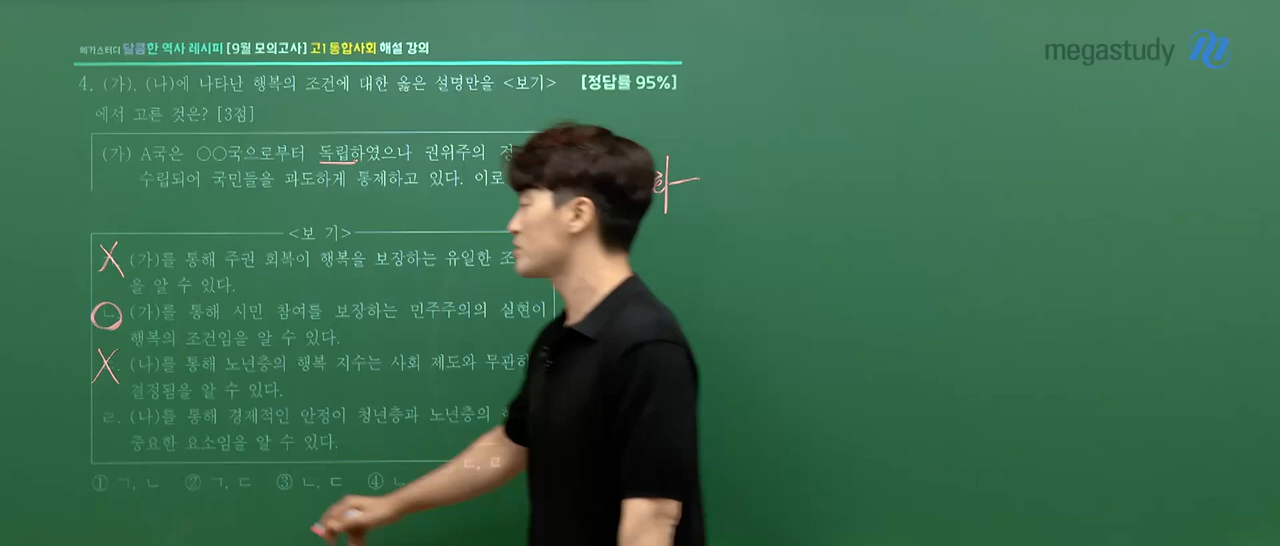 메가스터디 달콤한 역사 레시피 [9월 모의고사] 고1 통합사회 해설 강의
megastudy
4. (가), (나)에 나타난 행복의 조건에 대한 옳은 설명만을 <보기> [정답률 95%]
에서 고른 것은? [3점]
(가) A국은 ○○국으로부터 독립하였으나 권위주의
수립되어 국민들을 과도하게 통제하고 있다. 이로
<보 기>
(가)를 통해 주권 회복이 행복을 보장하는 유일한
을 알 수 있다.
ㄴ (가)를 통해 시민 참여를 보장하는 민주주의의 실현이
행복의 조건임을 알 수 있다.
(나)를 통해 노년층의 행복 지수는 사회 제도와
결정됨을 알 수 있다.
ㄹ. (나)를 통해 경제적인 안정이 청년층과 노년층의
중요한 요소임을 알 수 있다.
① ㄱ, ㄴ ② ㄱ, ㄷ ③ ㄴ, ㄷ ④ ㄴ ㄷ, ㄹ